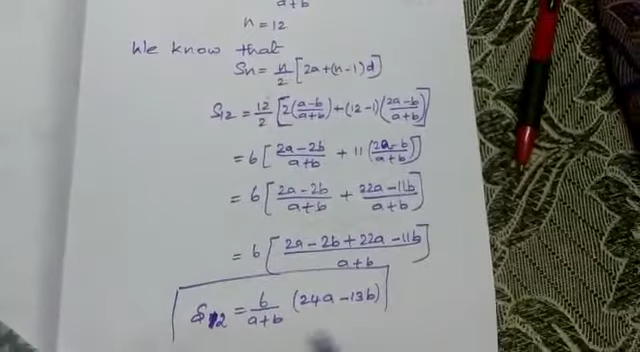 a+b
n=12
We know that
Sn = n/2 [2a+(n-1)d]
S12 = 12/2 [2(a-b/a+b)+(12-1)(2a-b/a+b)]
= 6[2a-2b/a+b + 11(2a-b/a+b)]
= 6[2a-2b/a+b + 22a-11b/a+b]
= 6[2a-2b+22a-11b/a+b]
S12 = 6/a+b (24a-13b)